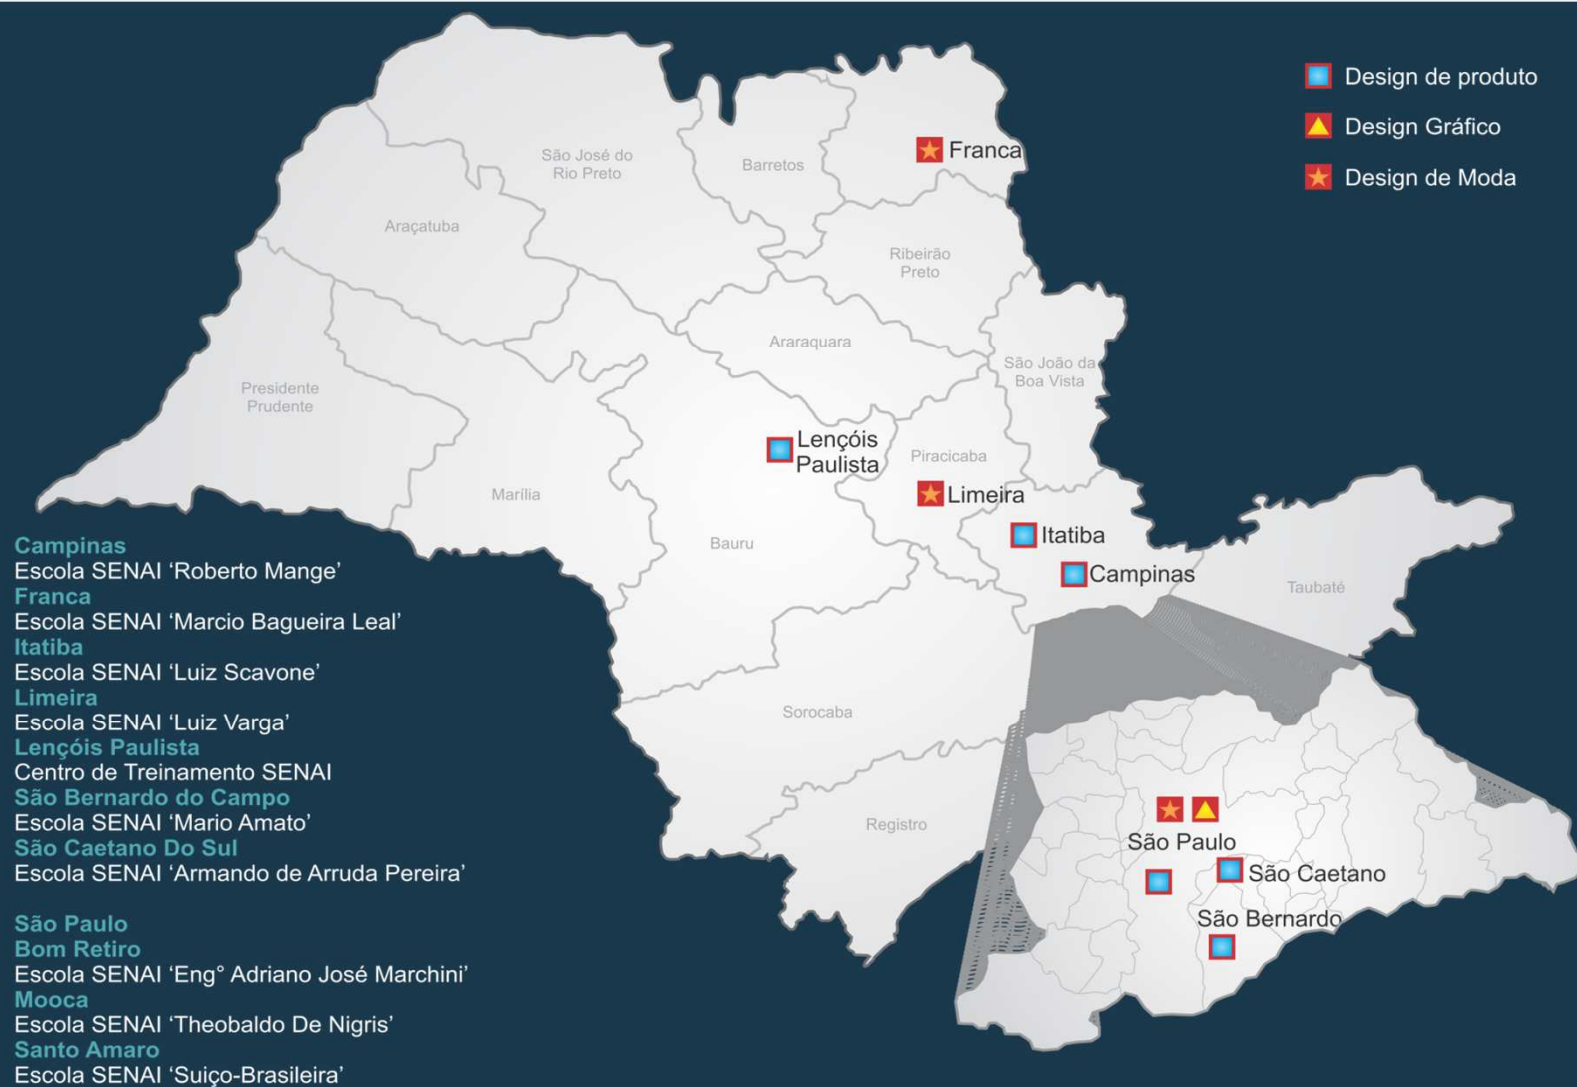 Design de produto
Design Gráfico
Design de Moda
Franca
São José do
Rio Preto
Barretos
Araçatuba
Ribeirão
Preto
Araraquara
São João da
Boa Vista
Presidente
Prudente
Lençóis
Paulista
Piracicaba
Marília
Limeira
Bauru
Itatiba
Campinas
Taubaté
Sorocaba
Registro
São Paulo
São Caetano
São Bernardo
Campinas
Escola SENAI ‘Roberto Mange’
Franca
Escola SENAI ‘Marcio Bagueira Leal’
Itatiba
Escola SENAI ‘Luiz Scavone’
Limeira
Escola SENAI ‘Luiz Varga’
Lençóis Paulista
Centro de Treinamento SENAI
São Bernardo do Campo
Escola SENAI ‘Mario Amato’
São Caetano Do Sul
Escola SENAI ‘Armando de Arruda Pereira’
São Paulo
Bom Retiro
Escola SENAI ‘Eng° Adriano José Marchini’
Mooca
Escola SENAI ‘Theobaldo De Nigris’
Santo Amaro
Escola SENAI ‘Suiço-Brasileira’